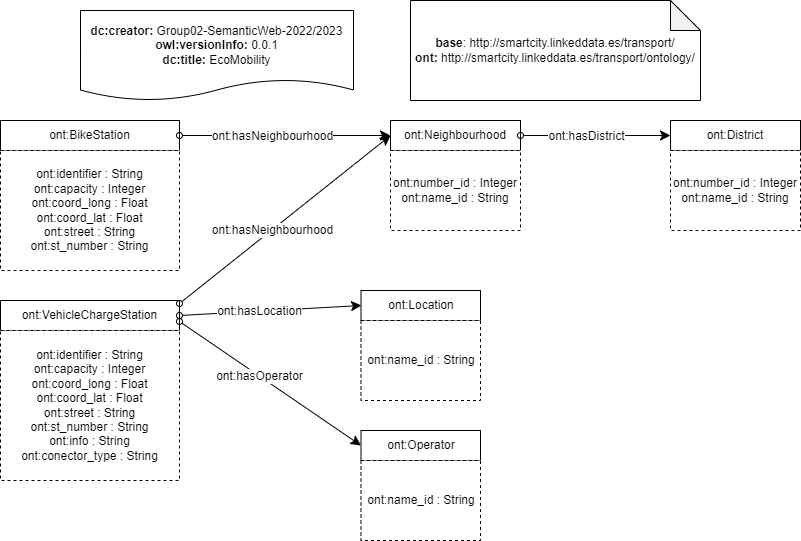 dc:creator: Group02-SemanticWeb-2022/2023
owl:versionInfo: 0.0.1
dc:title: EcoMobility
base: http://smartcity.linkeddata.es/transport/
ont: http://smartcity.linkeddata.es/transport/ontology/
ont:BikeStation
ont:identifier : String
ont:capacity : Integer
ont:coord_long : Float
ont:coord_lat : Float
ont:street : String
ont:st_number : String
ont:hasNeighbourhood
ont:Neighbourhood
ont:number_id : Integer
ont:name_id : String
ont:hasDistrict
ont:District
ont:number_id : Integer
ont:name_id : String
ont:hasNeighbourhood
ont:VehicleChargeStation
ont:identifier : String
ont:capacity : Integer
ont:coord_long : Float
ont:coord_lat : Float
ont:street : String
ont:st_number : String
ont:info : String
ont:conector_type : String
ont:hasLocation
ont:Location
ont:name_id : String
ont:hasOperator
ont:Operator
ont:name_id : String